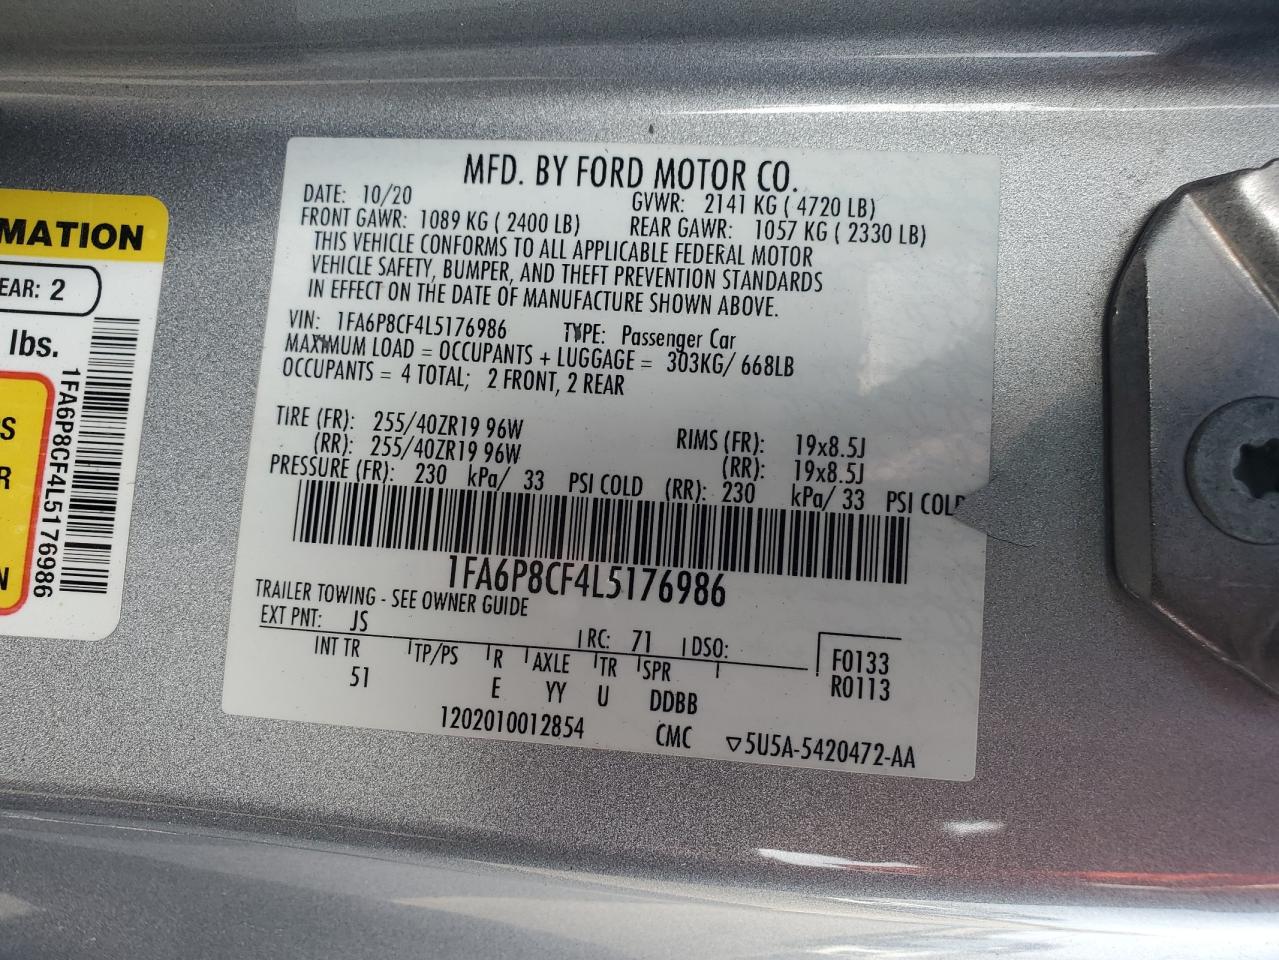 MATION
EAR: 2
lbs.
1FA6P8CF4L5176986
S
R
N
MFD. BY FORD MOTOR CO.
DATE: 10/20 GVWR: 2141 KG ( 4720 LB)
FRONT GAWR: 1089 KG ( 2400 LB) REAR GAWR: 1057 KG ( 2330 LB)
THIS VEHICLE CONFORMS TO ALL APPLICABLE FEDERAL MOTOR
VEHICLE SAFETY, BUMPER, AND THEFT PREVENTION STANDARDS
IN EFFECT ON THE DATE OF MANUFACTURE SHOWN ABOVE.
VIN: 1FA6P8CF4L5176986 TYPE: Passenger Car
MAXIMUM LOAD = OCCUPANTS + LUGGAGE = 303KG/ 668LB
OCCUPANTS = 4 TOTAL; 2 FRONT, 2 REAR
TIRE (FR): 255/40ZR19 96W RIMS (FR): 19x8.5J
(RR): 255/40ZR19 96W (RR): 19x8.5J
PRESSURE (FR): 230 kPa/ 33 PSI COLD (RR): 230 kPa/ 33 PSI COLD
1FA6P8CF4L5176986
TRAILER TOWING - SEE OWNER GUIDE
EXT PNT: JS RC: 71 DSO:
INT TR TP/PS R AXLE TR SPR F0133
51 E YY U DDBB R0113
1202010012854 CMC ▽5U5A-5420472-AA